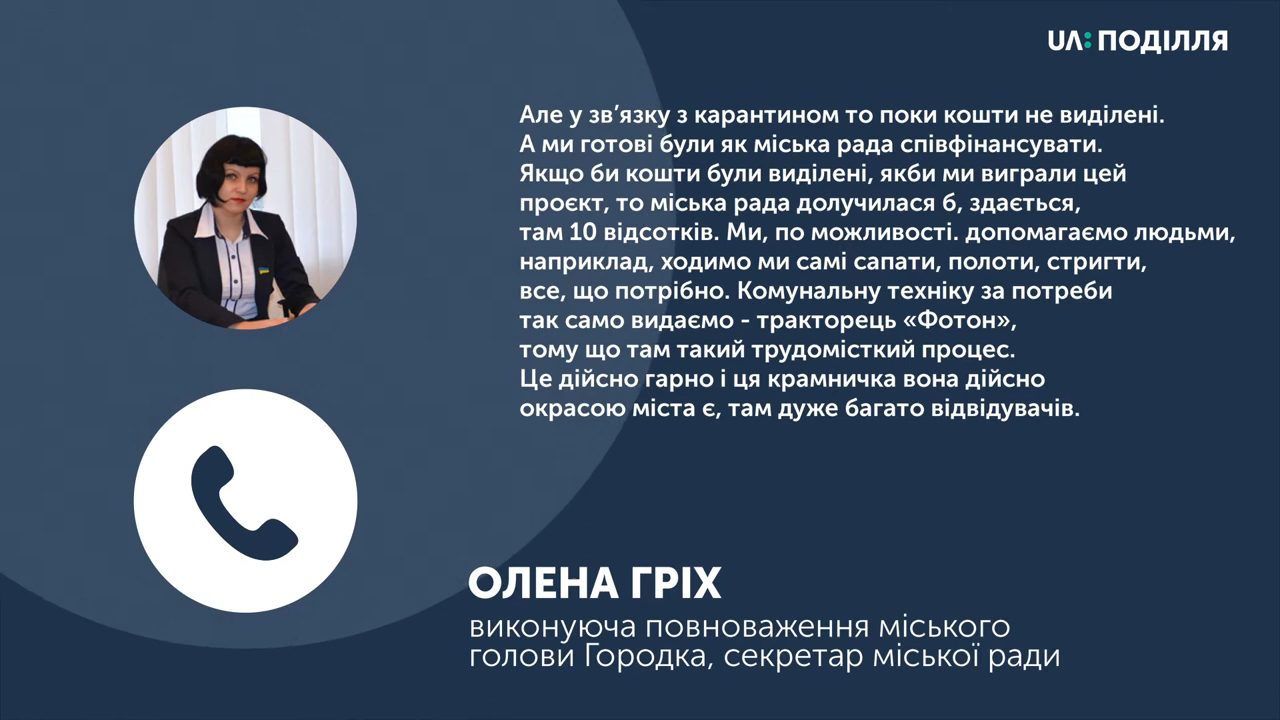 UA: ПОДІЛЛЯ
Але у зв’язку з карантином то поки кошти не виділені.
А ми готові були як міська рада співфінансувати.
Якщо би кошти були виділені, якби ми виграли цей
проєкт, то міська рада долучилася б, здається,
там 10 відсотків. Ми, по можливості. допомагаємо людьми,
наприклад, ходимо ми самі сапати, полоти, стригти,
все, що потрібно. Комунальну техніку за потреби
так само видаємо - тракторець «Фотон»,
тому що там такий трудомісткий процес.
Це дійсно гарно і ця крамничка вона дійсно
окрасою міста є, там дуже багато відвідувачів.
ОЛЕНА ГРІХ
виконуюча повноваження міського
голови Городка, секретар міської ради